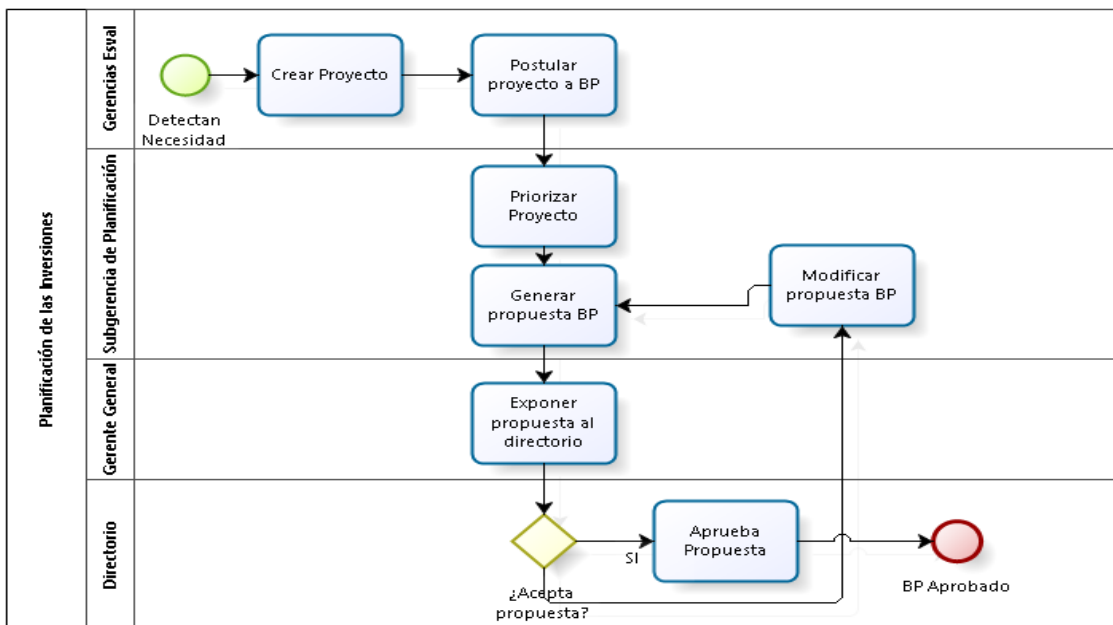 Planificación de las Inversiones
Gerencias Esval
Detectan
Necesidad
Crear Proyecto
Postular
proyecto a BP
Subgerencia de Planificación
Priorizar
Proyecto
Generar
propuesta BP
Modificar
propuesta BP
Gerente General
Exponer
propuesta al
directorio
Directorio
¿Acepta
propuesta?
SI
Aprueba
Propuesta
BP Aprobado